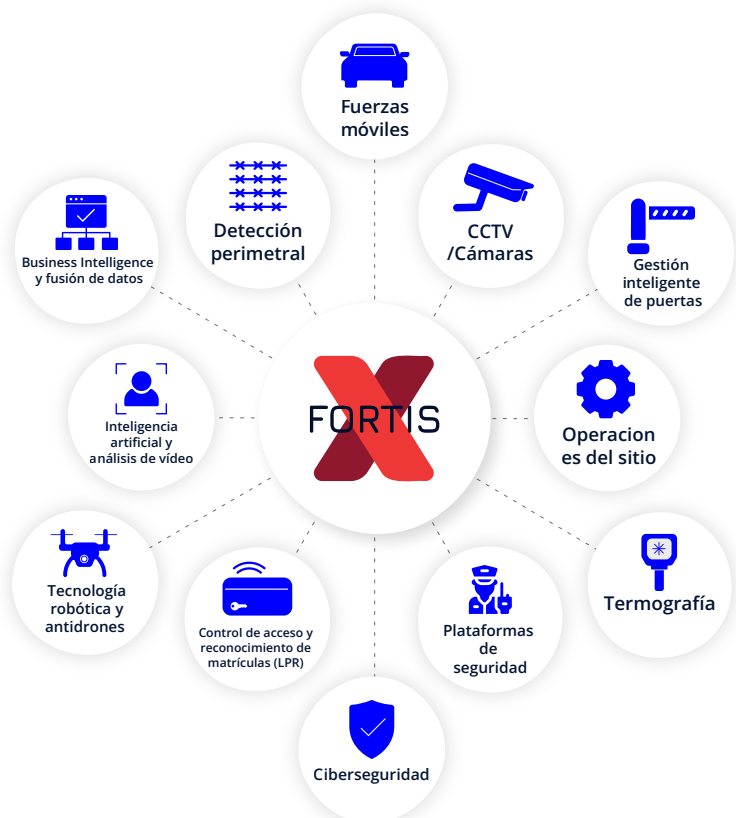 Fuerzas
móviles
Detección
perimetral
CCTV
/Cámaras
Business Intelligence
y fusión de datos
Gestión
inteligente
de puertas
FORTIS
Inteligencia
artificial y
análisis de vídeo
Operacion
es del sitio
Tecnología
robótica y
antidrones
Control de acceso y
reconocimiento de
matrículas (LPR)
Plataformas
de
seguridad
Termografía
Ciberseguridad